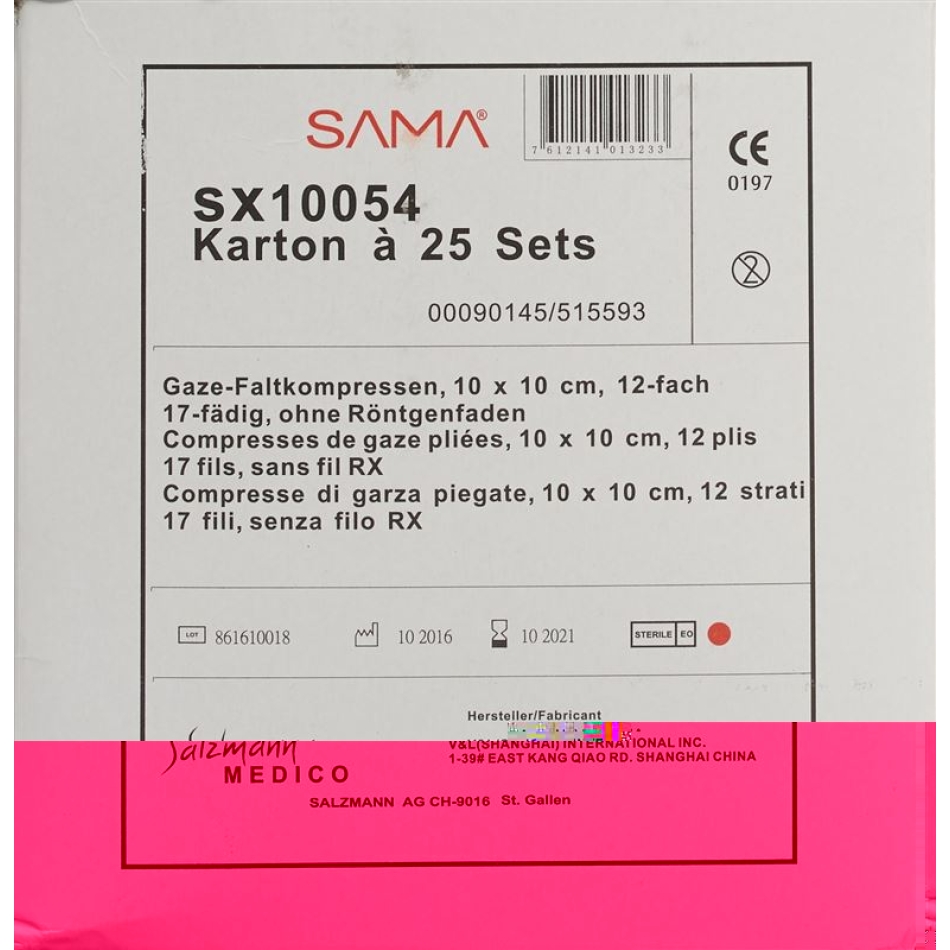 SAMA®
7 612141 013233
CE
0197
SX10054
Karton à 25 Sets
2
00090145/515593
Gaze-Faltkompressen, 10 x 10 cm, 12-fach
17-fädig, ohne Röntgenfaden
Compresses de gaze pliées, 10 x 10 cm, 12 plis
17 fils, sans fil RX
Compresse di garza piegate, 10 x 10 cm, 12 strati
17 fili, senza filo RX
LOT 861610018 10 2016 10 2021 STERILE EO
Hersteller/Fabricant
Salzmann
MEDICO
V&L(SHANGHAI) INTERNATIONAL INC.
1-39# EAST KANG QIAO RD. SHANGHAI CHINA
SALZMANN AG CH-9016 St. Gallen